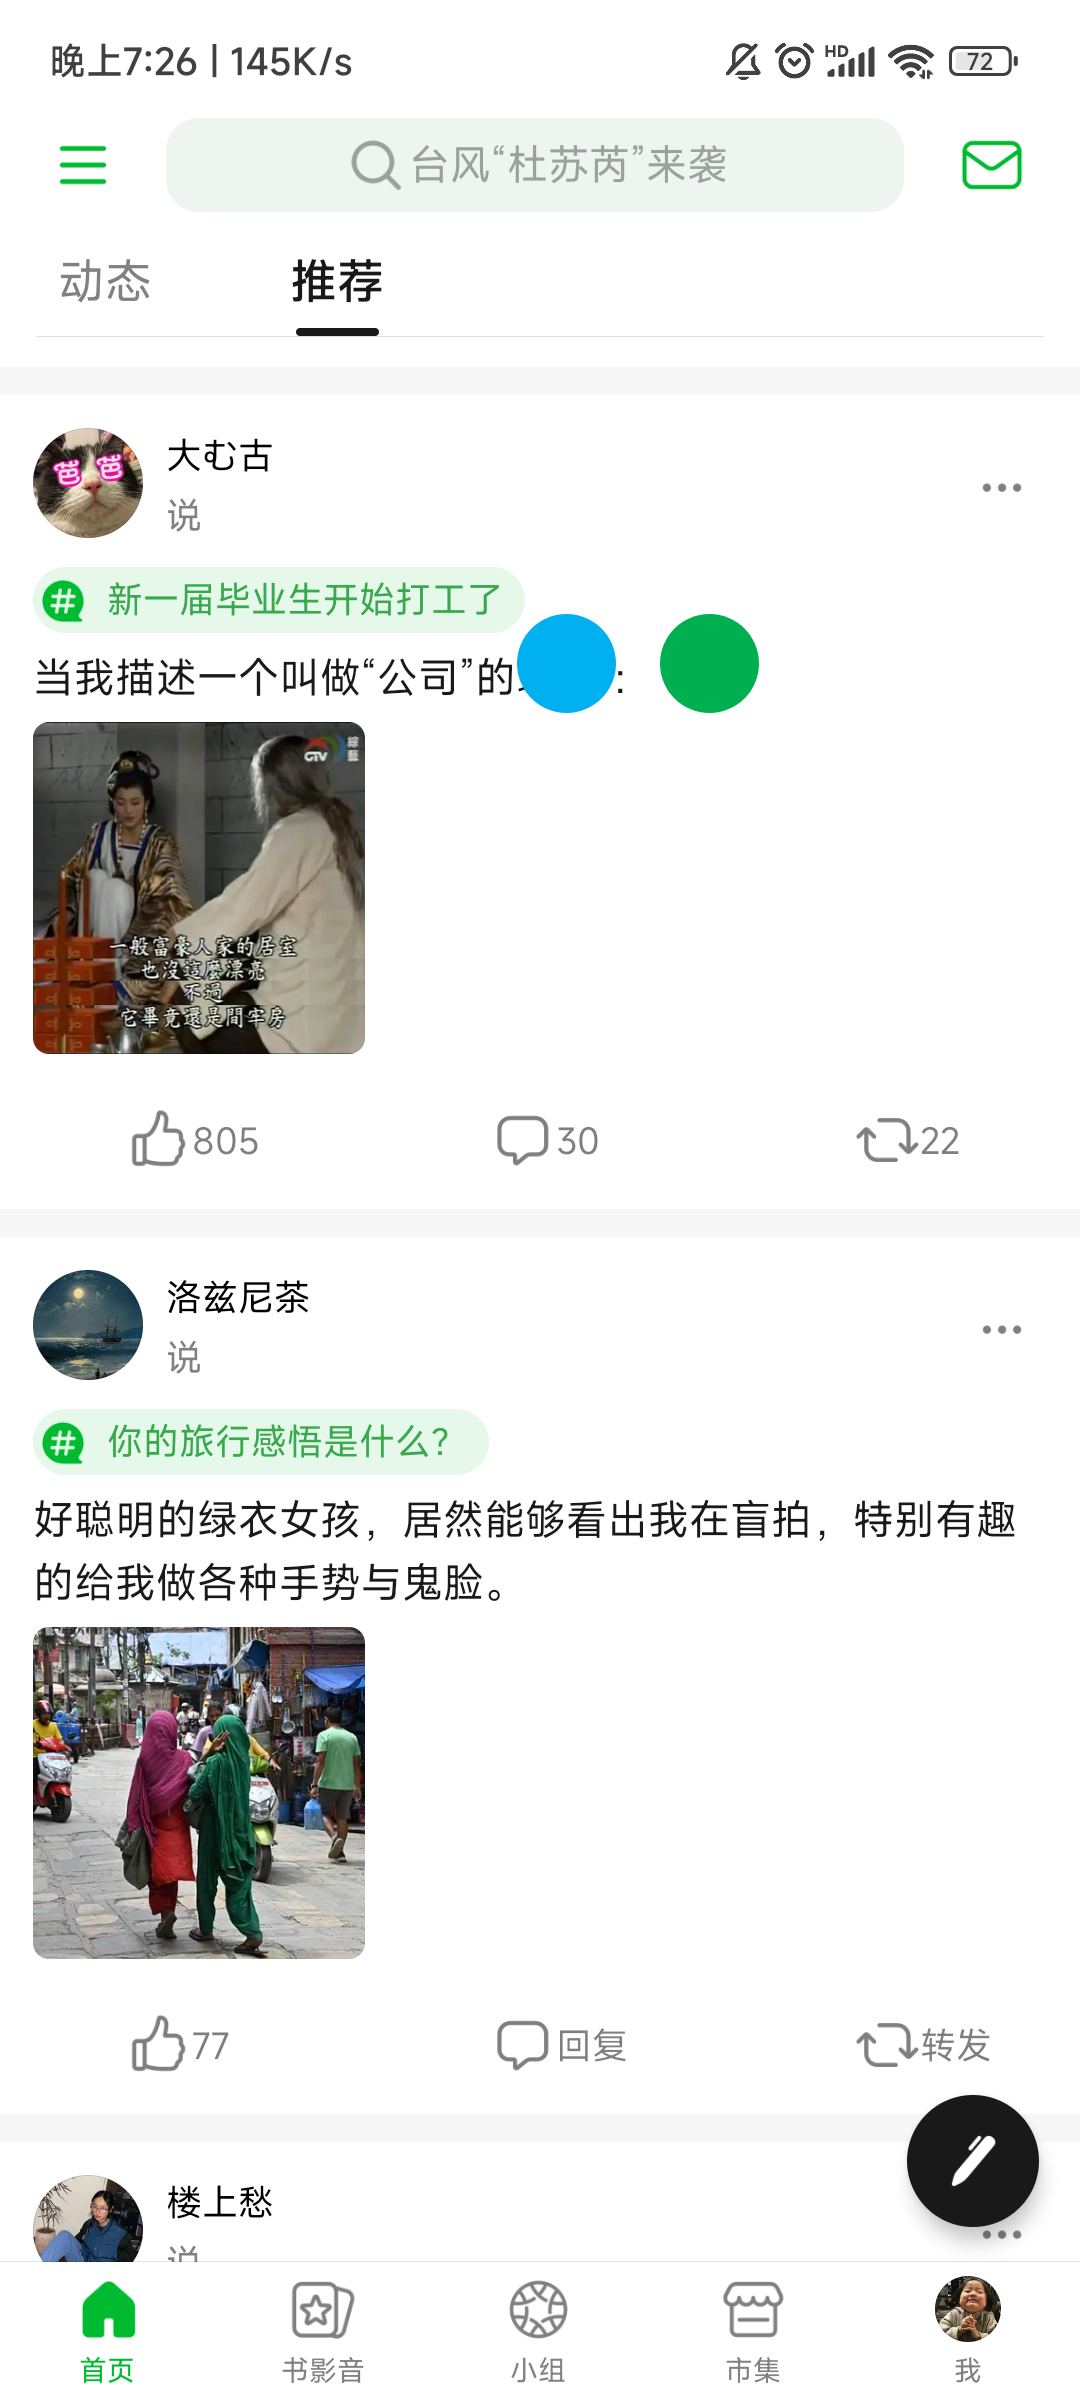 晚上7:26 | 145K/s
HD
72
台风“杜苏芮”来袭
动态
推荐
芭 芭
大む古
说
# 新一届毕业生开始打工了
当我描述一个叫做“公司”的 :
CTV 綜藝
一般富豪人家的居室
也沒這麼漂亮
不過
它畢竟還是間牢房
805
30
22
洛兹尼茶
说
# 你的旅行感悟是什么？
好聪明的绿衣女孩，居然能够看出我在盲拍，特别有趣
的给我做各种手势与鬼脸。
77
回复
转发
楼上愁
说
首页
书影音
小组
市集
我